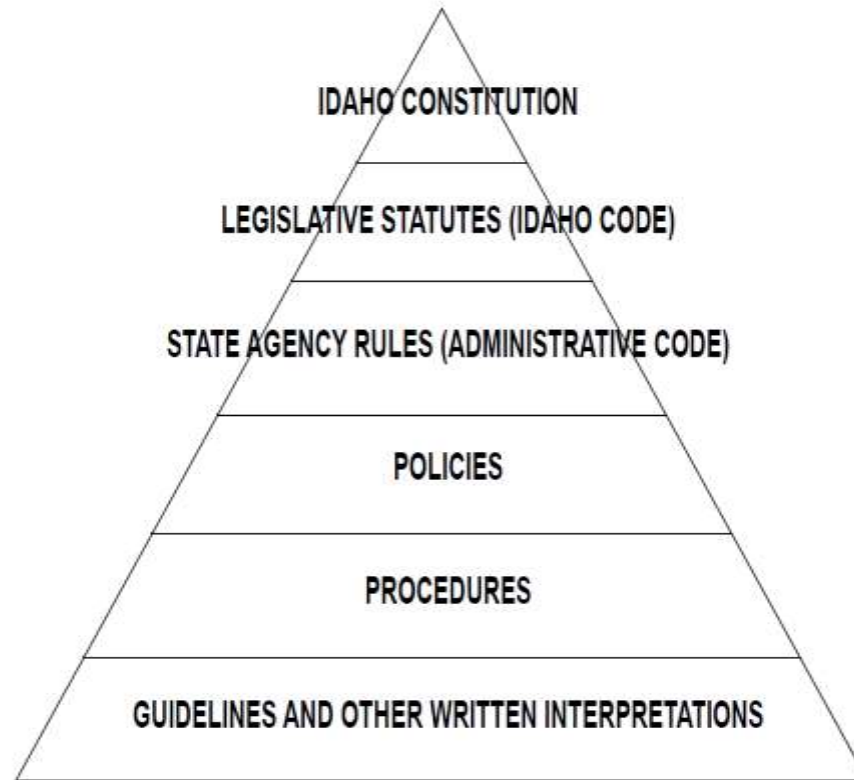 IDAHO CONSTITUTION
LEGISLATIVE STATUTES (IDAHO CODE)
STATE AGENCY RULES (ADMINISTRATIVE CODE)
POLICIES
PROCEDURES
GUIDELINES AND OTHER WRITTEN INTERPRETATIONS